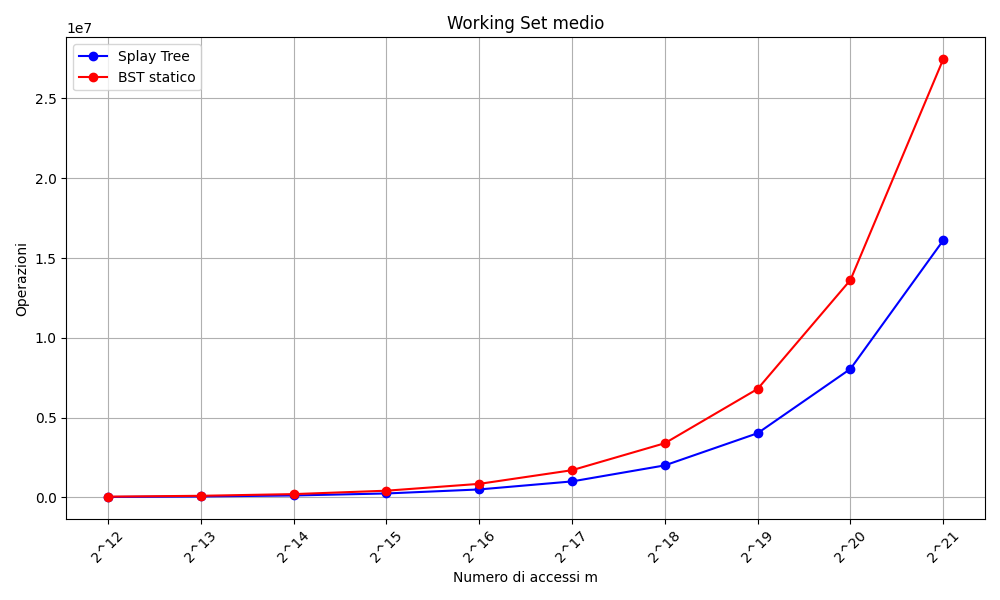 Working Set medio
1e7
Splay Tree
BST statico
2.5
2.0
1.5
1.0
0.5
0.0
Operazioni
2^12 2^13 2^14 2^15 2^16 2^17 2^18 2^19 2^20 2^21
Numero di accessi m